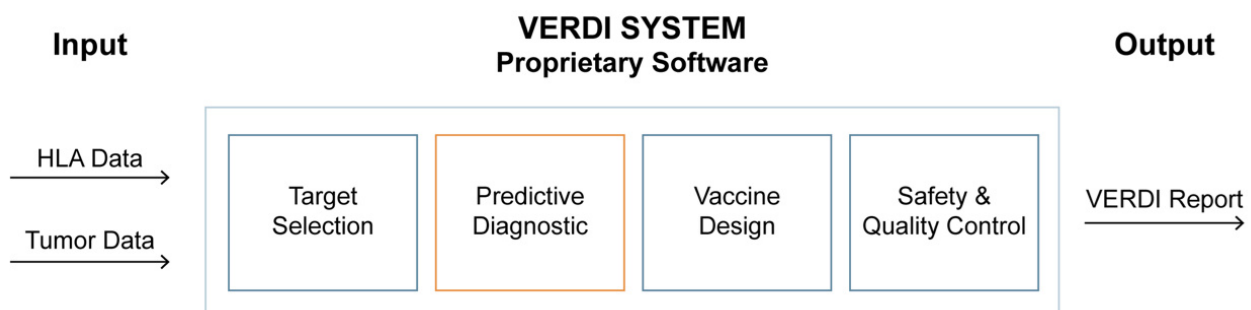 Input
VERDI SYSTEM
Proprietary Software
Output
HLA Data
Tumor Data
Target
Selection
Predictive
Diagnostic
Vaccine
Design
Safety &
Quality Control
VERDI Report